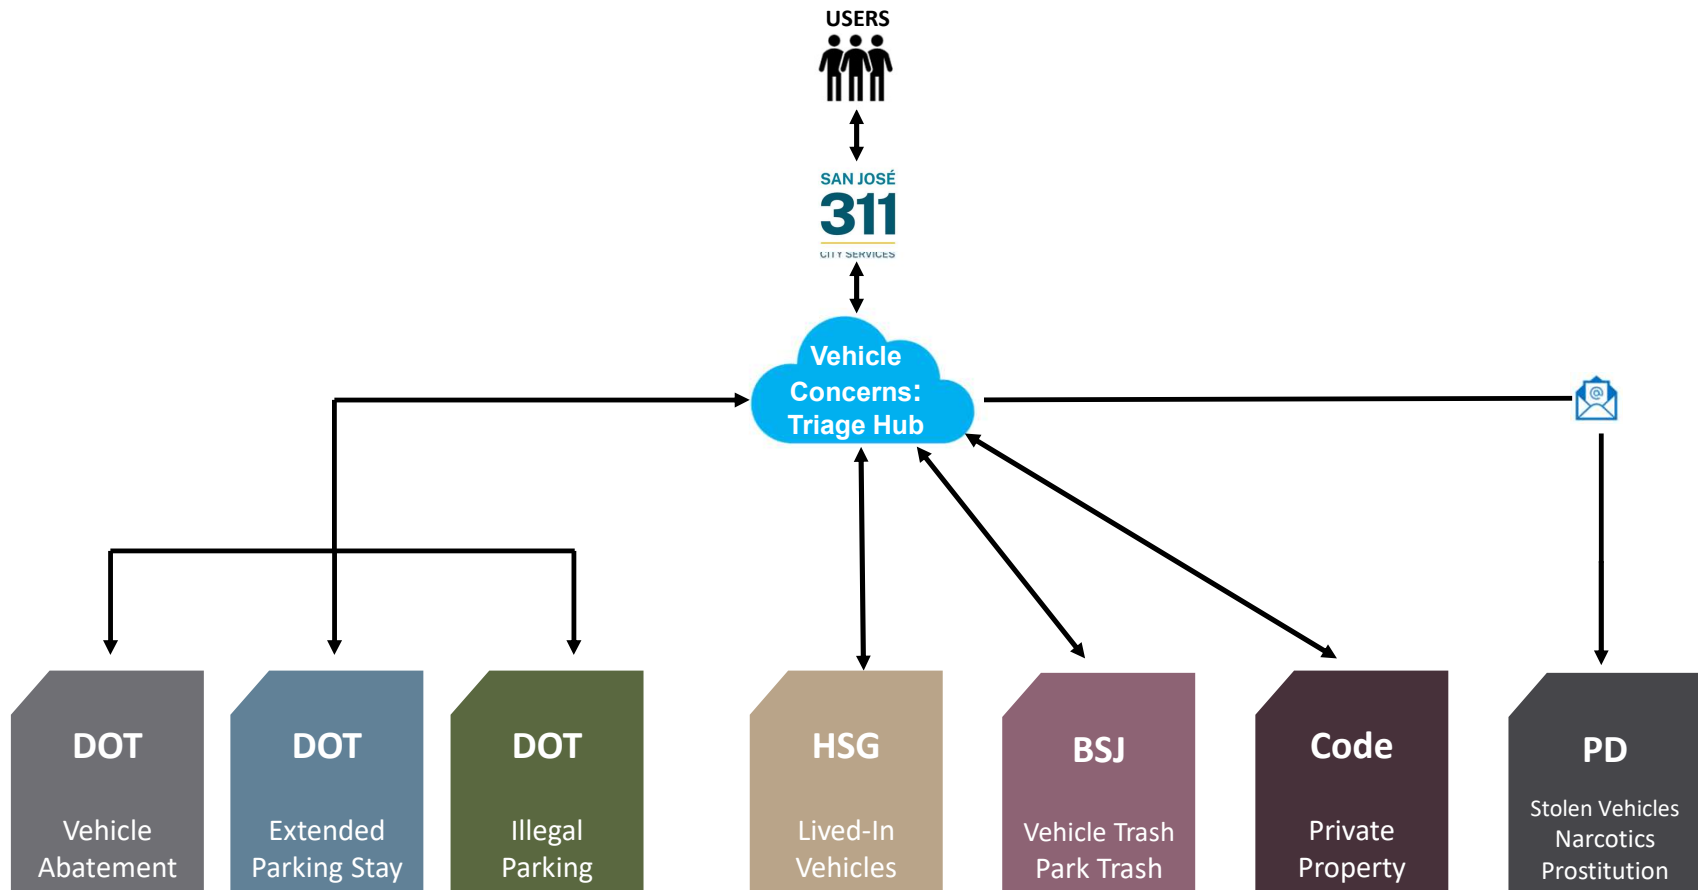 USERS
SAN JOSÉ
311
CITY SERVICES
Vehicle
Concerns:
Triage Hub
@
DOT
Vehicle
Abatement
DOT
Extended
Parking Stay
DOT
Illegal
Parking
HSG
Lived-In
Vehicles
BSJ
Vehicle Trash
Park Trash
Code
Private
Property
PD
Stolen Vehicles
Narcotics
Prostitution